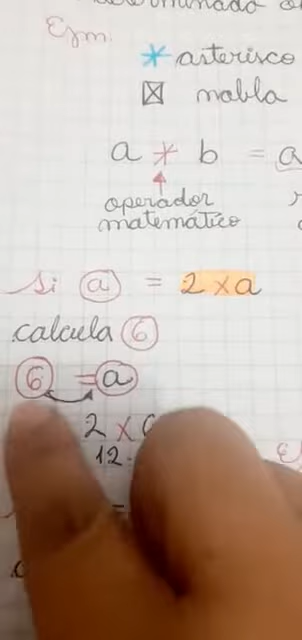 Ejm.
* asterisco
nabla
a * b = a
operador
matemático
Si ⓐ = 2 x a
calcula ⑥
⑥ = ⓐ
2 x
12